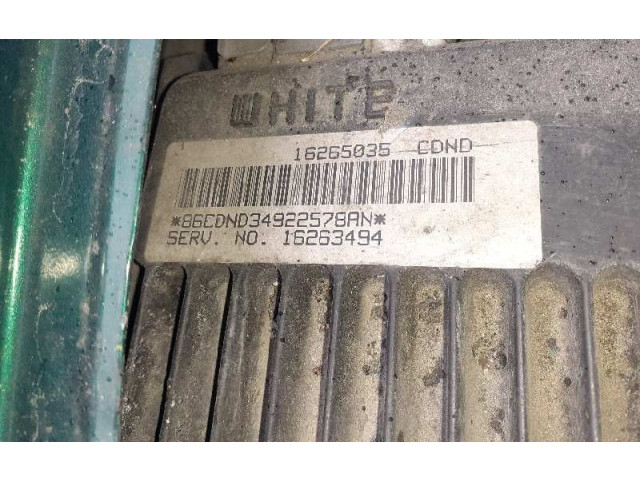 WHITE
16265035 CDND
*86CDND34922578AN*
SERV. NO. 16263494